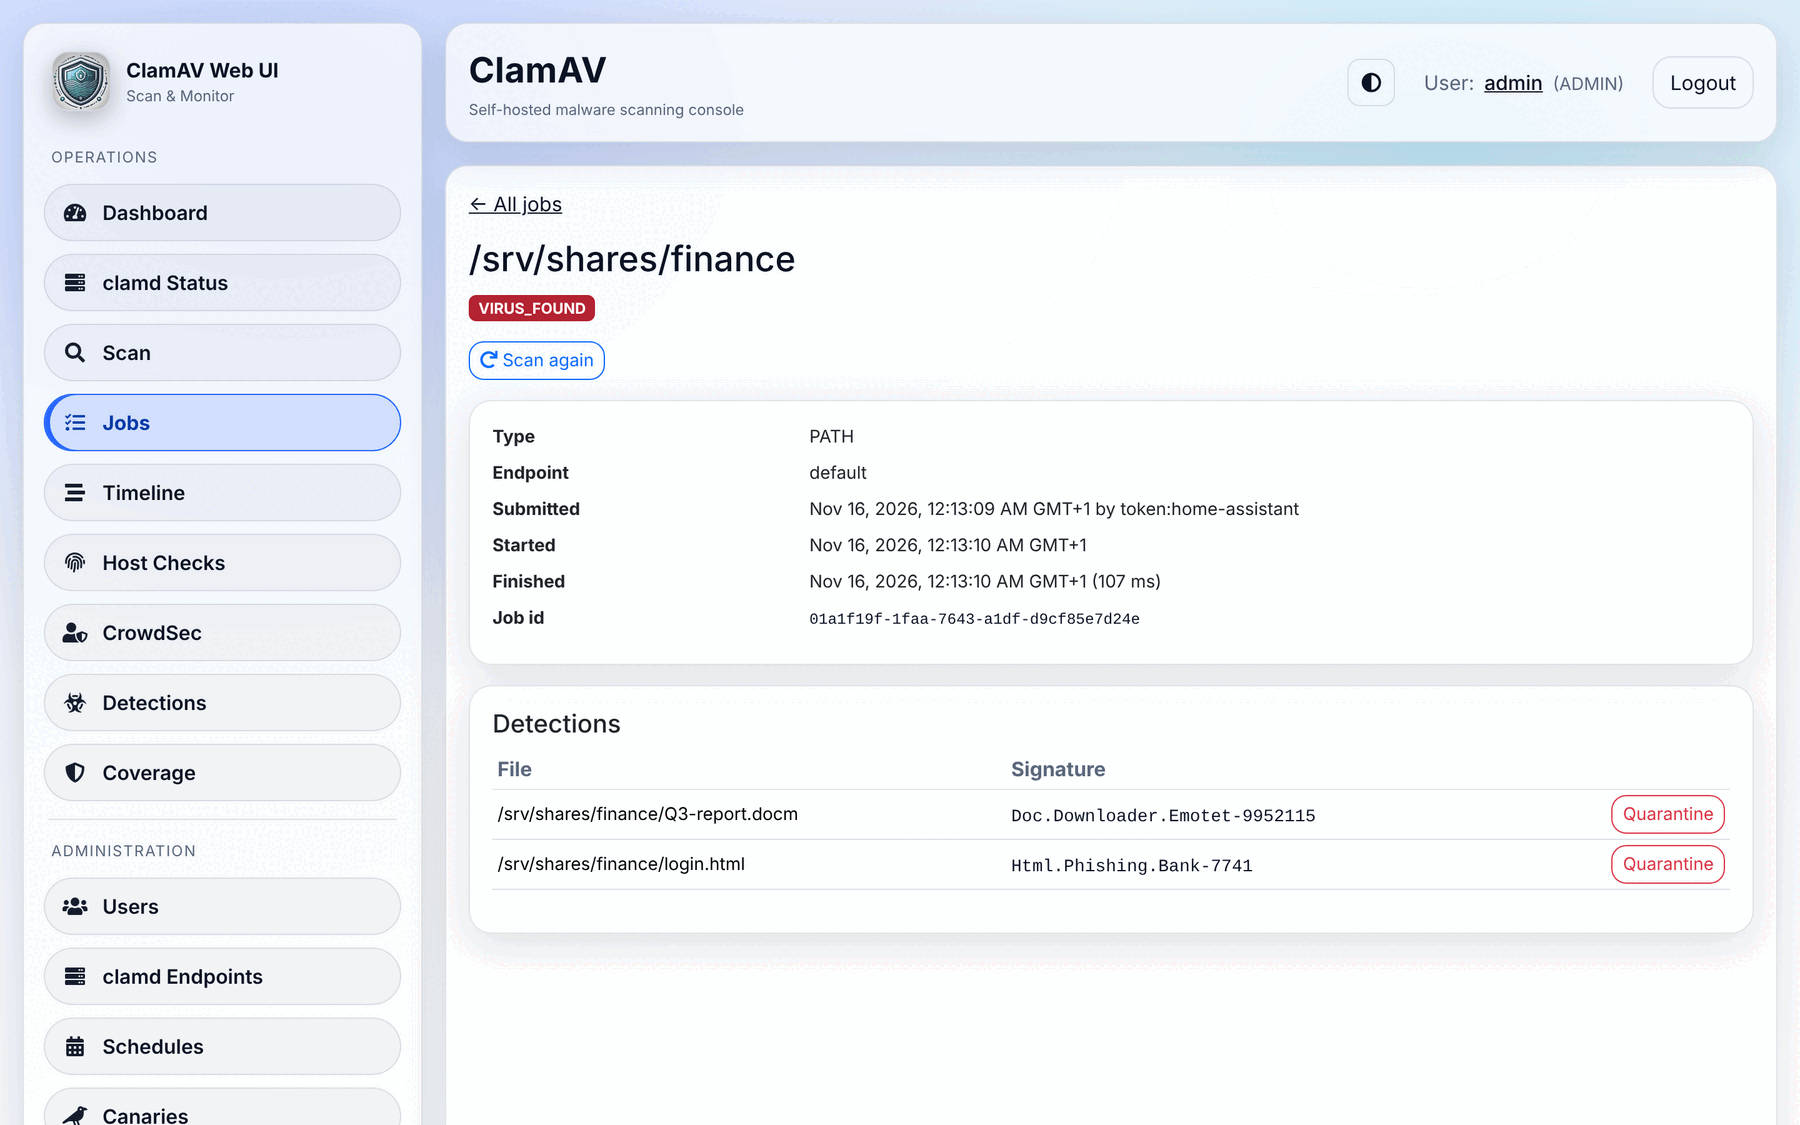 ClamAV Web UI
Scan & Monitor
OPERATIONS
Dashboard
clamd Status
Scan
Jobs
Timeline
Host Checks
CrowdSec
Detections
Coverage
ADMINISTRATION
Users
clamd Endpoints
Schedules
Canaries
ClamAV
Self-hosted malware scanning console
User: admin (ADMIN)
Logout
← All jobs
/srv/shares/finance
VIRUS_FOUND
Scan again
Type PATH
Endpoint default
Submitted Nov 16, 2026, 12:13:09 AM GMT+1 by token:home-assistant
Started Nov 16, 2026, 12:13:10 AM GMT+1
Finished Nov 16, 2026, 12:13:10 AM GMT+1 (107 ms)
Job id 01a1f19f-1faa-7643-a1df-d9cf85e7d24e
Detections
File Signature
/srv/shares/finance/Q3-report.docm Doc.Downloader.Emotet-9952115 Quarantine
/srv/shares/finance/login.html Html.Phishing.Bank-7741 Quarantine